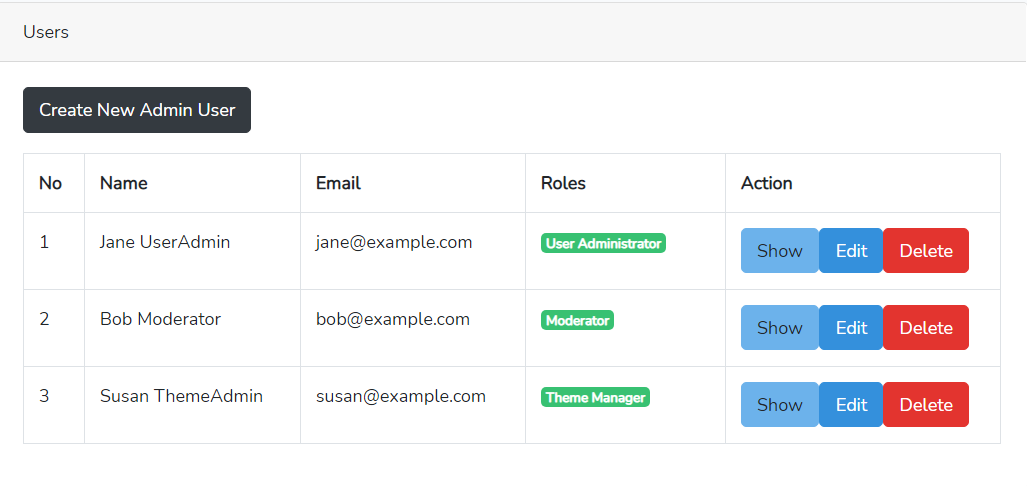 Users
Create New Admin User
No Name Email Roles Action
1 Jane UserAdmin jane@example.com User Administrator Show Edit Delete
2 Bob Moderator bob@example.com Moderator Show Edit Delete
3 Susan ThemeAdmin susan@example.com Theme Manager Show Edit Delete